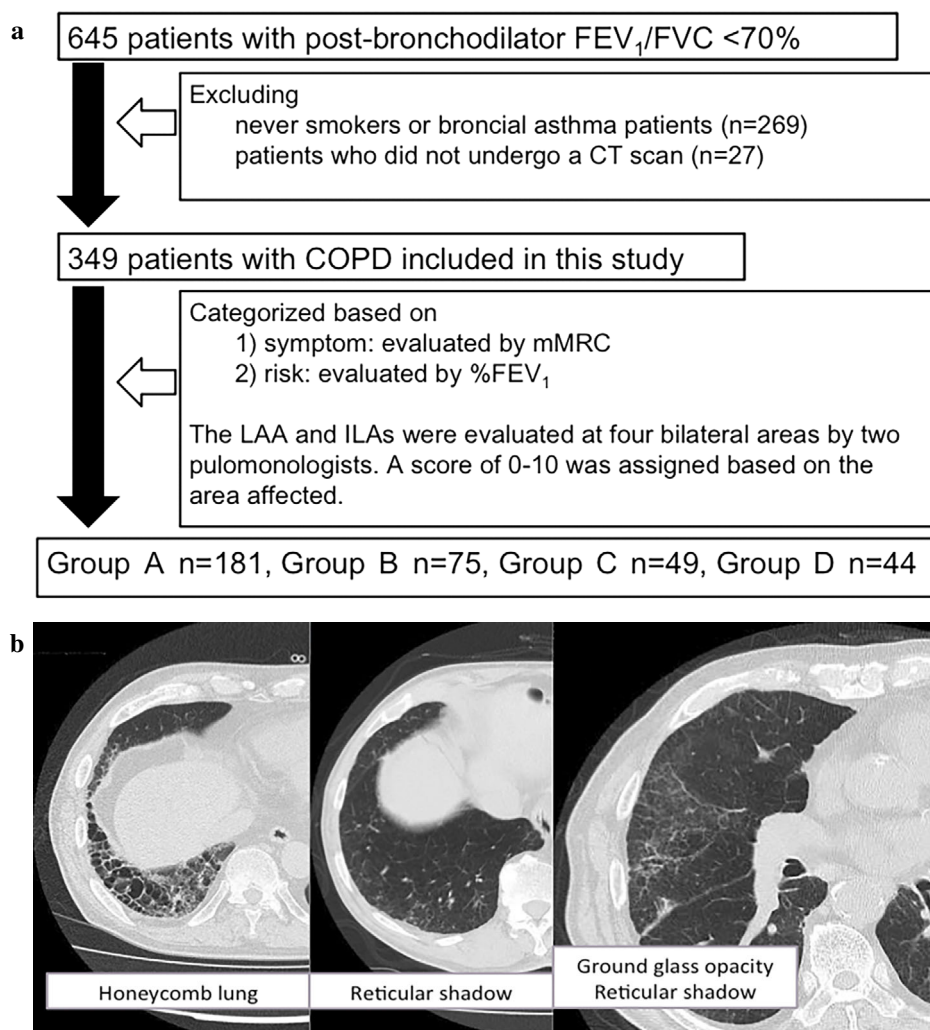 a
645 patients with post-bronchodilator FEV₁/FVC <70%
Excluding
never smokers or broncial asthma patients (n=269)
patients who did not undergo a CT scan (n=27)
349 patients with COPD included in this study
Categorized based on
1) symptom: evaluated by mMRC
2) risk: evaluated by %FEV₁
The LAA and ILAs were evaluated at four bilateral areas by two
pulomonologists. A score of 0-10 was assigned based on the
area affected.
Group A n=181, Group B n=75, Group C n=49, Group D n=44
b
Honeycomb lung
Reticular shadow
Ground glass opacity
Reticular shadow